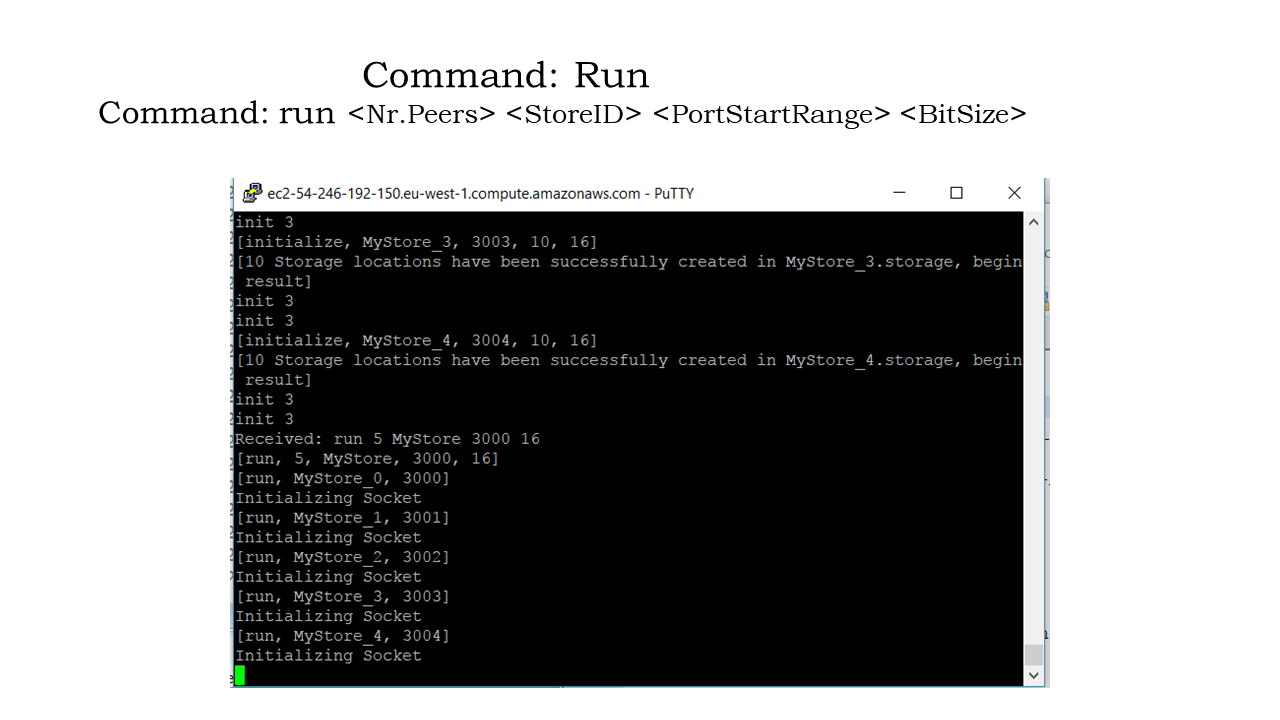 Command: Run
Command: run <Nr.Peers> <StoreID> <PortStartRange> <BitSize>
ec2-54-246-192-150.eu-west-1.compute.amazonaws.com - PuTTY
init 3
[initialize, MyStore_3, 3003, 10, 16]
[10 Storage locations have been successfully created in MyStore_3.storage, begin
result]
init 3
init 3
[initialize, MyStore_4, 3004, 10, 16]
[10 Storage locations have been successfully created in MyStore_4.storage, begin
result]
init 3
init 3
Received: run 5 MyStore 3000 16
[run, 5, MyStore, 3000, 16]
[run, MyStore_0, 3000]
Initializing Socket
[run, MyStore_1, 3001]
Initializing Socket
[run, MyStore_2, 3002]
Initializing Socket
[run, MyStore_3, 3003]
Initializing Socket
[run, MyStore_4, 3004]
Initializing Socket